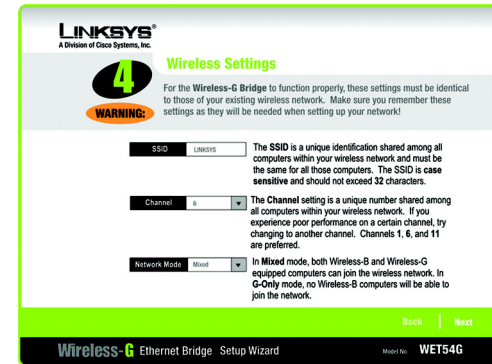 LINKSYS®
A Division of Cisco Systems, Inc.
4
Wireless Settings
WARNING:
For the Wireless-G Bridge to function properly, these settings must be identical
to those of your existing wireless network. Make sure you remember these
settings as they will be needed when setting up your network!
SSID
LINKSYS
The SSID is a unique identification shared among all
computers within your wireless network and must be
the same for all those computers. The SSID is case
sensitive and should not exceed 32 characters.
Channel
6
The Channel setting is a unique number shared among
all computers within your wireless network. If you
experience poor performance on a certain channel, try
changing to another channel. Channels 1, 6, and 11
are preferred.
Network Mode
Mixed
In Mixed mode, both Wireless-B and Wireless-G
equipped computers can join the wireless network. In
G-Only mode, no Wireless-B computers will be able to
join the network.
Back
Next
Wireless-G Ethernet Bridge Setup Wizard
Model No. WET54G